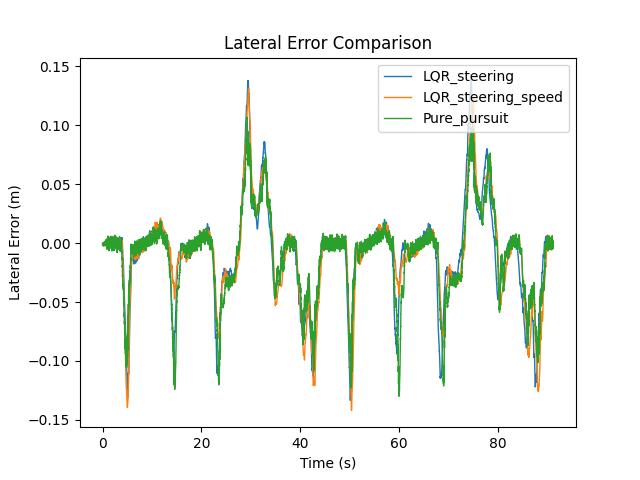 Lateral Error Comparison
LQR_steering
LQR_steering_speed
Pure_pursuit
0.15
0.10
0.05
0.00
−0.05
−0.10
−0.15
Lateral Error (m)
0
20
40
60
80
Time (s)